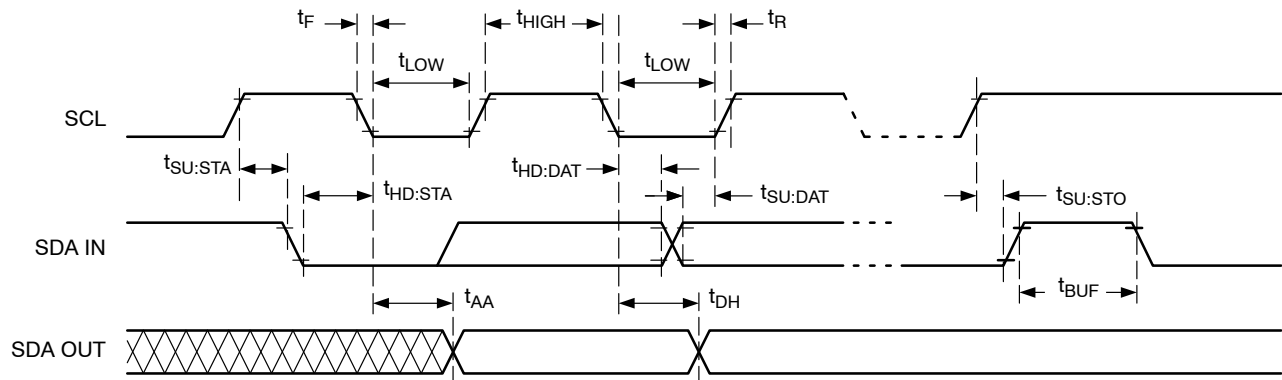 tF
tHIGH
tR
tLOW
tLOW
SCL
tSU:STA
tHD:STA
tHD:DAT
tSU:DAT
tSU:STO
SDA IN
tBUF
tAA
tDH
SDA OUT